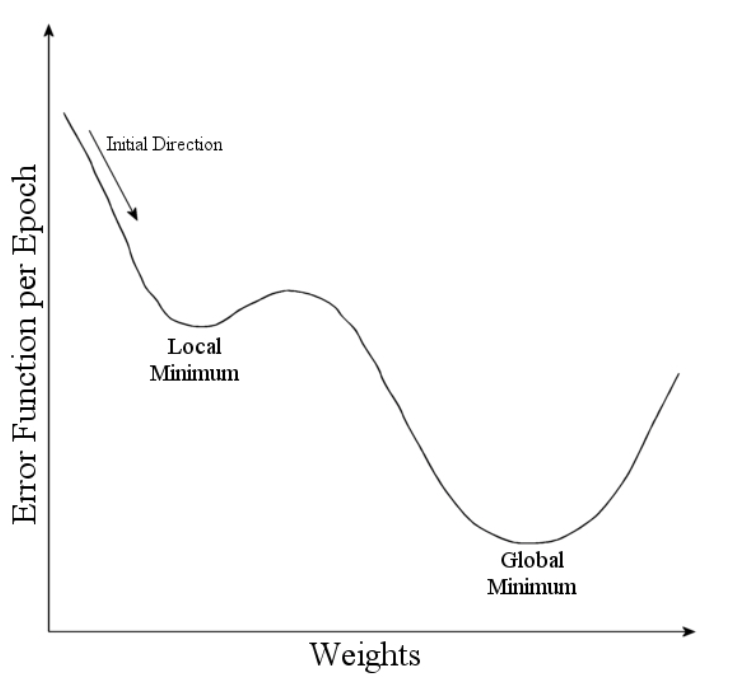 Initial Direction
Error Function per Epoch
Local
Minimum
Global
Minimum
Weights